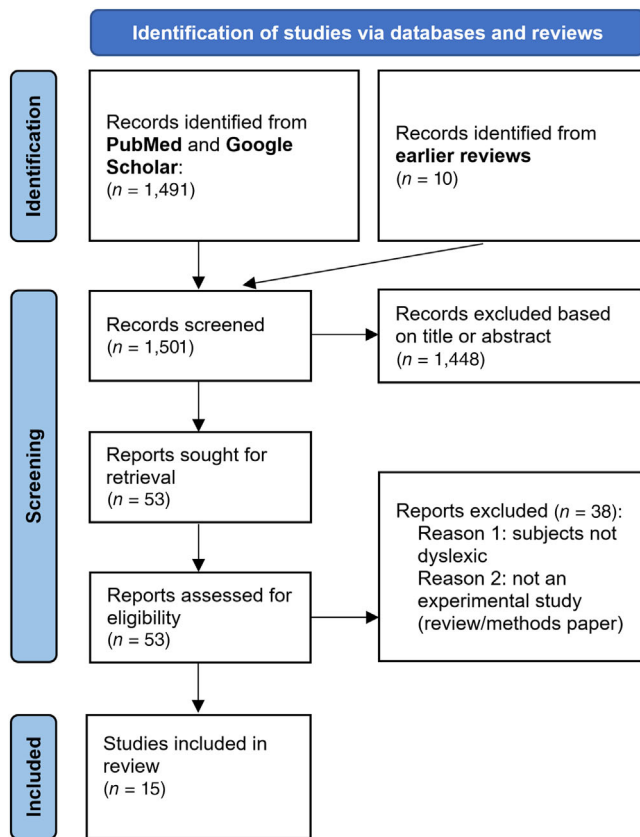 Identification of studies via databases and reviews
Identification
Records identified from
PubMed and Google
Scholar:
(n = 1,491)
Records identified from
earlier reviews
(n = 10)
Screening
Records screened
(n = 1,501)
Records excluded based
on title or abstract
(n = 1,448)
Reports sought for
retrieval
(n = 53)
Reports assessed for
eligibility
(n = 53)
Reports excluded (n = 38):
Reason 1: subjects not
dyslexic
Reason 2: not an
experimental study
(review/methods paper)
Included
Studies included in
review
(n = 15)